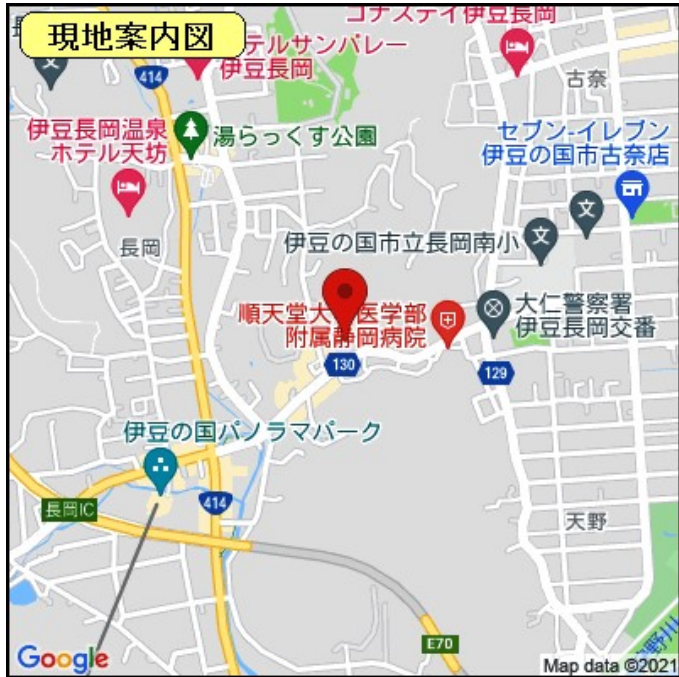 コナステイ伊豆長岡
現地案内図
テルサンバレー
伊豆長岡
414
古奈
伊豆長岡温泉
ホテル天坊
湯らっくす公園
セブン-イレブン
伊豆の国市古奈店
長岡
伊豆の国市立長岡南小
順天堂大 医学部
附属静岡病院
大仁警察署
伊豆長岡交番
130
129
伊豆の国パノラマパーク
414
長岡IC
天野
E70
Google
Map data ©2021